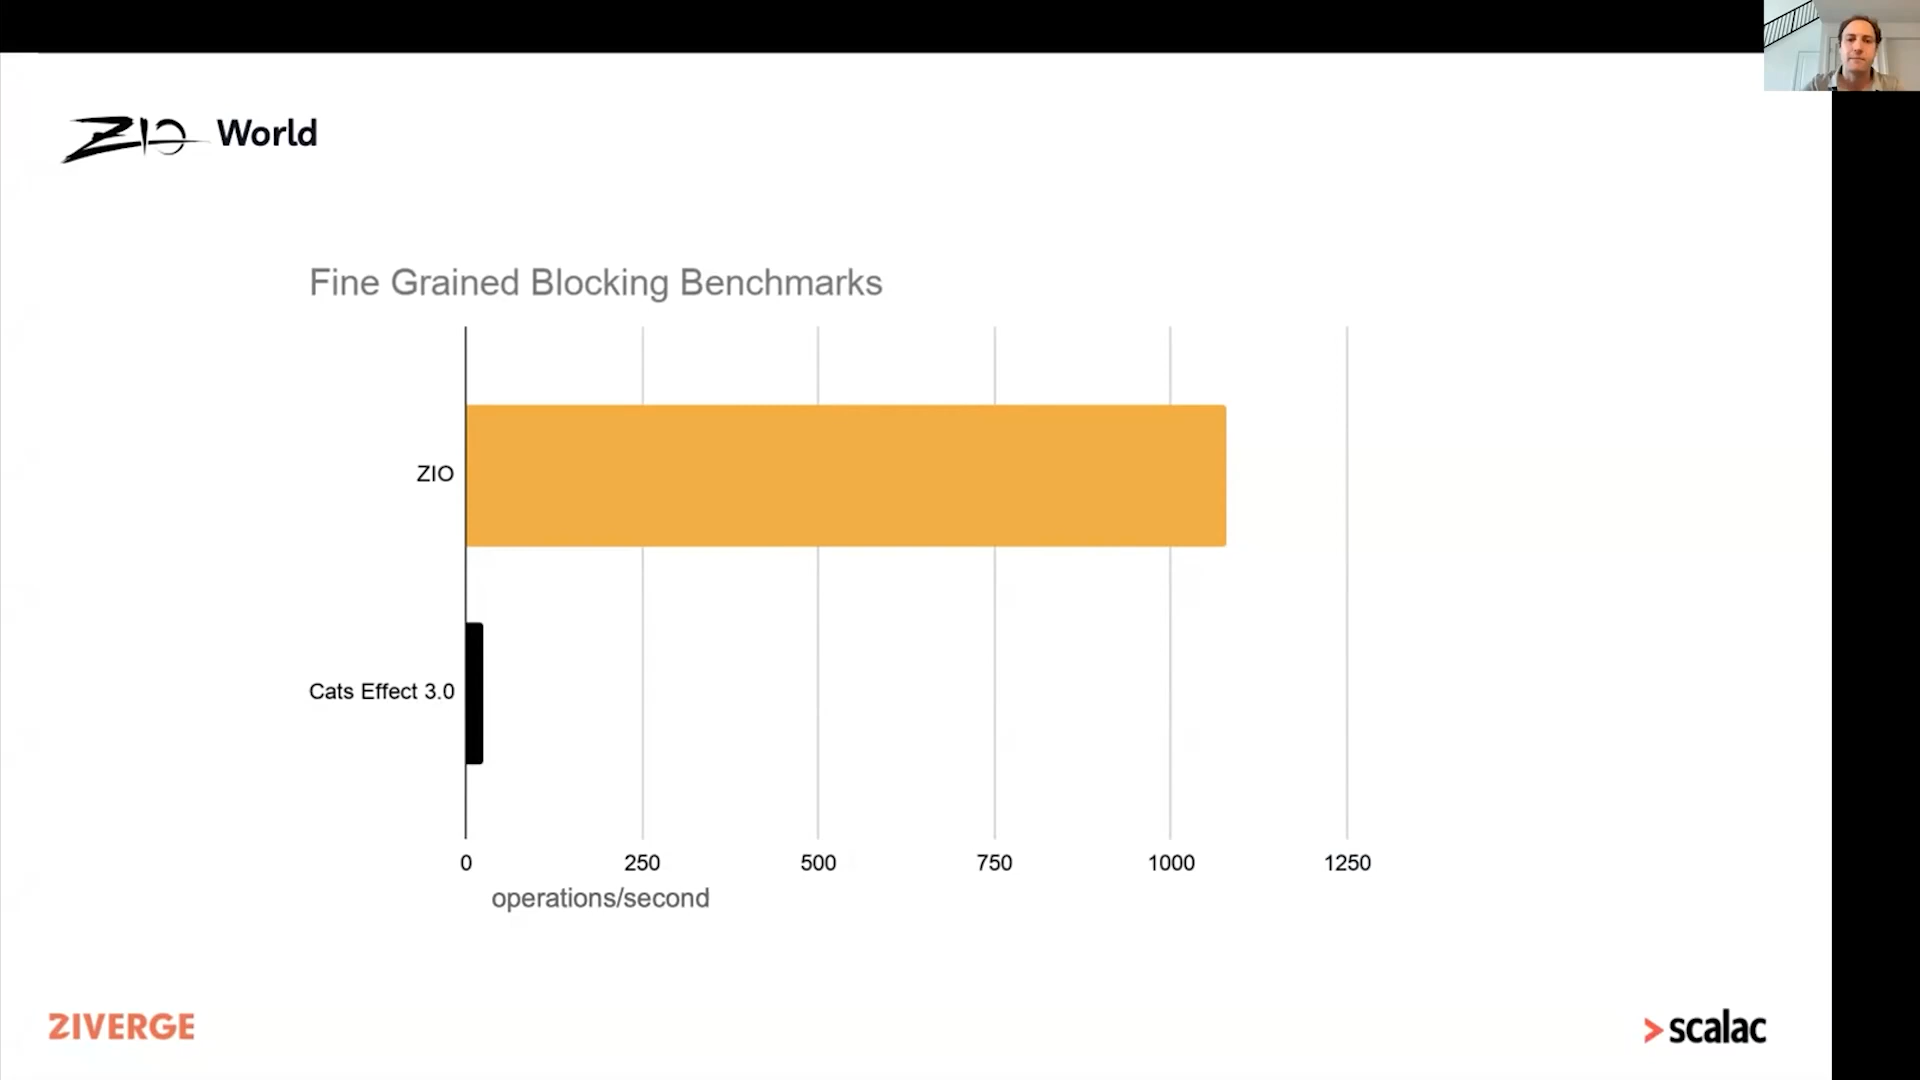 ZIO World
Fine Grained Blocking Benchmarks
ZIO
Cats Effect 3.0
0 250 500 750 1000 1250
operations/second
ZIVERGE
scalac